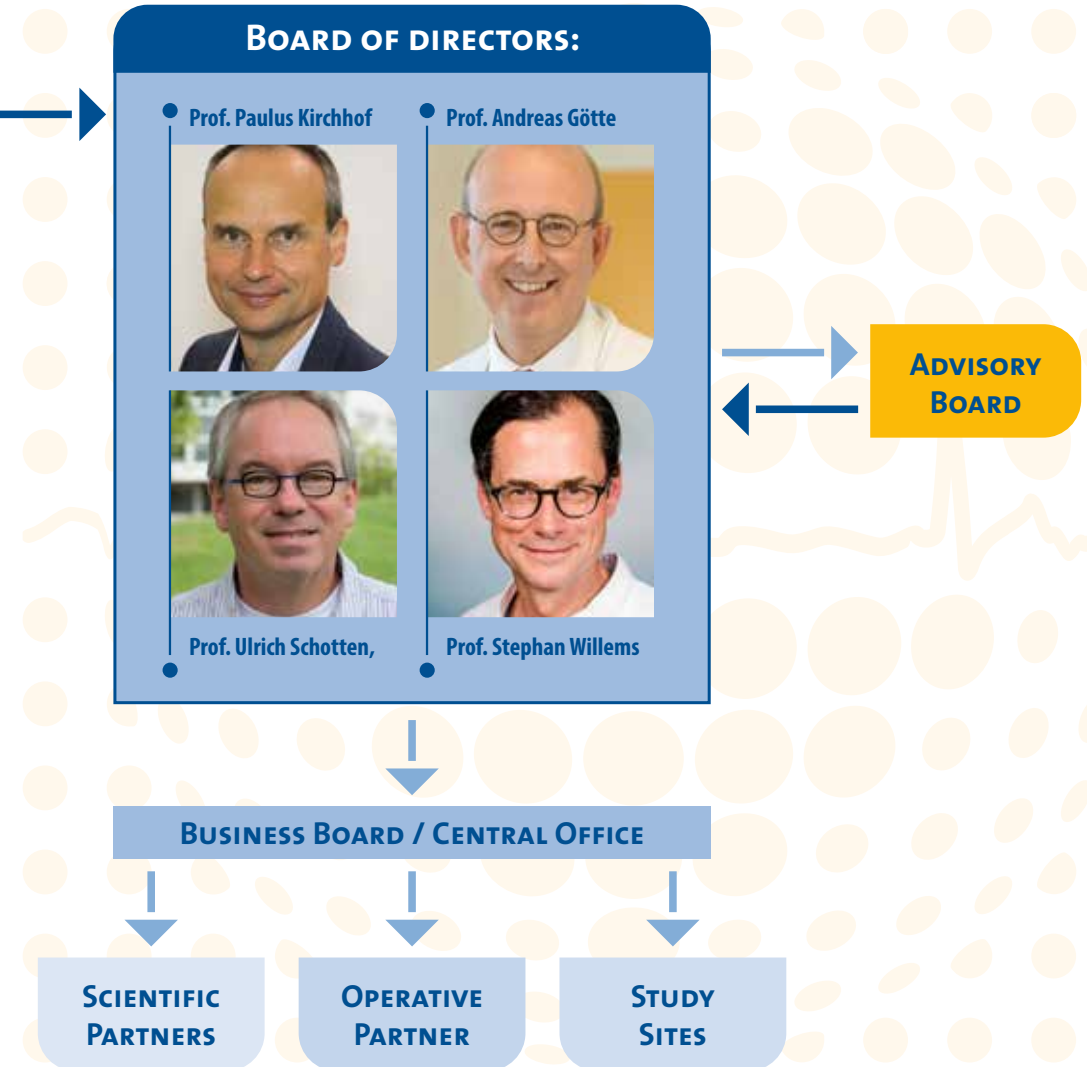 BOARD OF DIRECTORS:
Prof. Paulus Kirchhof
Prof. Andreas Götte
Prof. Ulrich Schotten,
Prof. Stephan Willems
ADVISORY
BOARD
BUSINESS BOARD / CENTRAL OFFICE
SCIENTIFIC
PARTNERS
OPERATIVE
PARTNER
STUDY
SITES